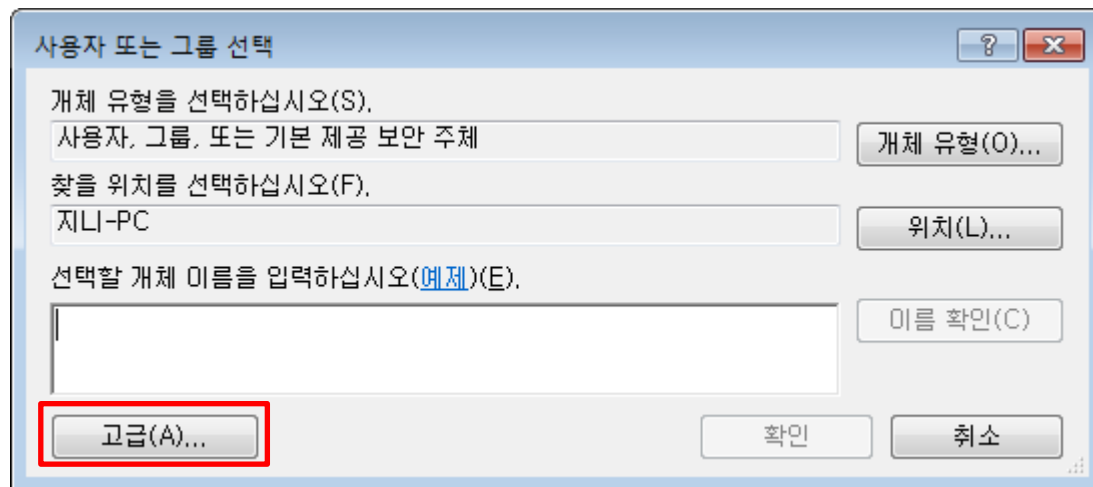 사용자 또는 그룹 선택
개체 유형을 선택하십시오(S).
사용자, 그룹, 또는 기본 제공 보안 주체
개체 유형(O)...
찾을 위치를 선택하십시오(F).
지니-PC
위치(L)...
선택할 개체 이름을 입력하십시오(예제)(E).
이름 확인(C)
고급(A)...
확인
취소